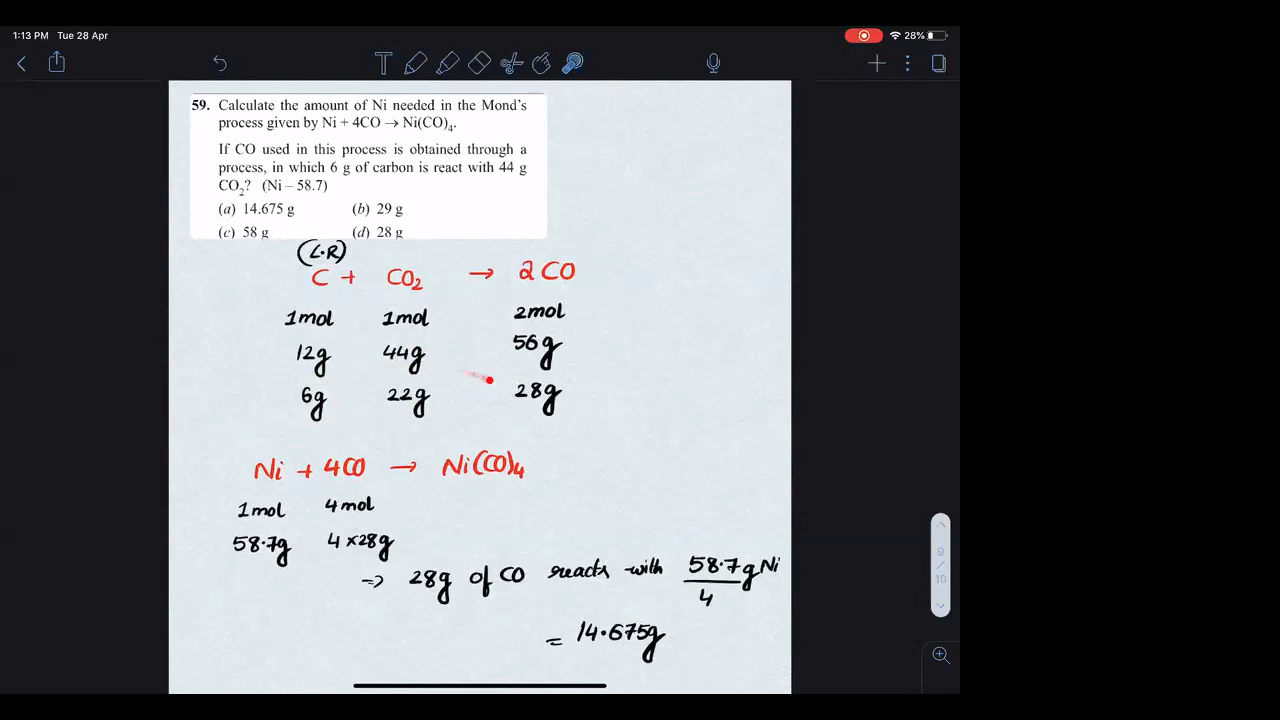 1:13 PM Tue 28 Apr
28%
T
59. Calculate the amount of Ni needed in the Mond's
process given by Ni + 4CO → Ni(CO)₄.
If CO used in this process is obtained through a
process, in which 6 g of carbon is react with 44 g
CO₂? (Ni – 58.7)
(a) 14.675 g (b) 29 g
(c) 58 g (d) 28 g
(L.R)
C + CO₂ → 2CO
1mol 1mol 2mol
12g 44g 56g
6g 22g 28g
Ni + 4CO → Ni(CO)₄
1mol 4mol
58.7g 4×28g
⇒ 28g of CO reacts with 58.7/4 g Ni
= 14.675g
9
/
10